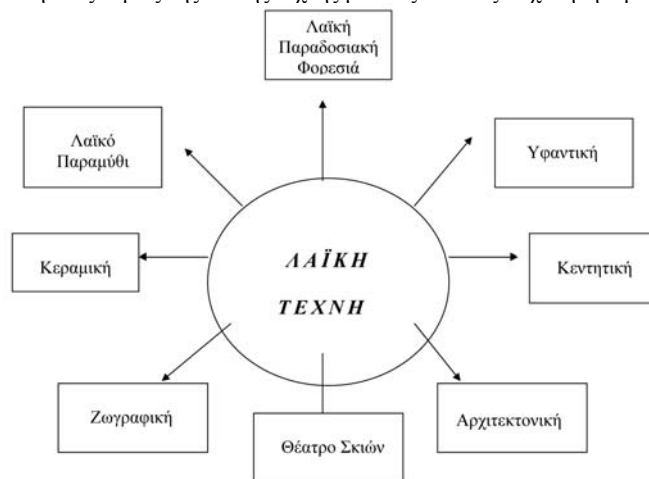 Λαϊκή
Παραδοσιακή
Φορεσιά
Λαϊκό
Παραμύθι
Υφαντική
Κεραμική
ΛΑΪΚΗ
ΤΕΧΝΗ
Κεντητική
Ζωγραφική
Θέατρο Σκιών
Αρχιτεκτονική